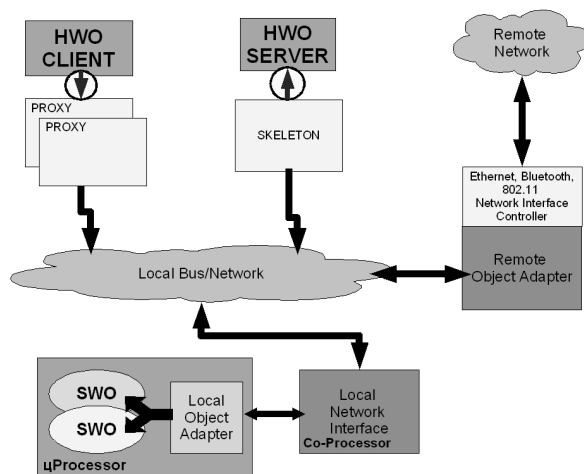 HWO
CLIENT
HWO
SERVER
Remote
Network
PROXY
PROXY
SKELETON
Ethernet, Bluetooth,
802.11
Network Interface
Controller
Remote
Object Adapter
Local Bus/Network
SWO
SWO
Local
Object
Adapter
Local
Network
Interface
Co-Processor
µProcessor